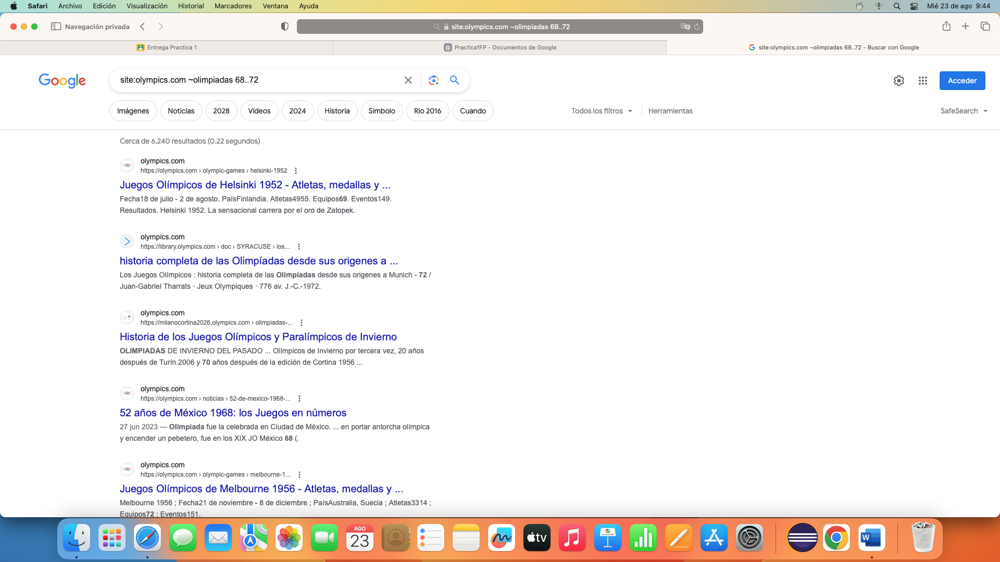 Safari Archivo Edición Visualización Historial Marcadores Ventana Ayuda
Mié 23 de ago 9:44
Navegación privada
site:olympics.com ~olimpiadas 68..72
Entrega Practica 1
G Practica1FP - Documentos de Google
site:olympics.com ~olimpiadas 68..72 - Buscar con Google
Google
site:olympics.com ~olimpiadas 68..72
Acceder
Imágenes Noticias 2028 Vídeos 2024 Historia Simbolo Rio 2016 Cuando
Todos los filtros Herramientas
SafeSearch
Cerca de 6,240 resultados (0.22 segundos)
olympics.com
https://olympics.com › olympic-games › helsinki-1952
Juegos Olímpicos de Helsinki 1952 - Atletas, medallas y ...
Fecha18 de julio - 2 de agosto. PaísFinlandia. Atletas4955. Equipos69. Eventos149.
Resultados. Helsinki 1952. La sensacional carrera por el oro de Zatopek.
olympics.com
https://library.olympics.com › doc › SYRACUSE › los...
historia completa de las Olimpíadas desde sus origenes a ...
Los Juegos Olímpicos : historia completa de las Olimpíadas desde sus origenes a Munich - 72 /
Juan-Gabriel Tharrats · Jeux Olympiques · 776 av. J.-C.-1972.
olympics.com
https://milanocortina2026.olympics.com › olimpiadas-...
Historia de los Juegos Olímpicos y Paralímpicos de Invierno
OLIMPIADAS DE INVIERNO DEL PASADO ... Olímpicos de Invierno por tercera vez, 20 años
después de Turín 2006 y 70 años después de la edición de Cortina 1956 ...
olympics.com
https://olympics.com › noticias › 52-de-mexico-1968-...
52 años de México 1968: los Juegos en números
27 jun 2023 — Olimpiada fue la celebrada en Ciudad de México. ... en portar antorcha olímpica
y encender un pebetero, fue en los XIX JO México 68 (.
olympics.com
https://olympics.com › olympic-games › melbourne-1...
Juegos Olímpicos de Melbourne 1956 - Atletas, medallas y ...
Melbourne 1956 ; Fecha21 de noviembre - 8 de diciembre ; PaísAustralia, Suecia ; Atletas3314 ;
Equipos72 ; Eventos151.
AGO
23
tv
W